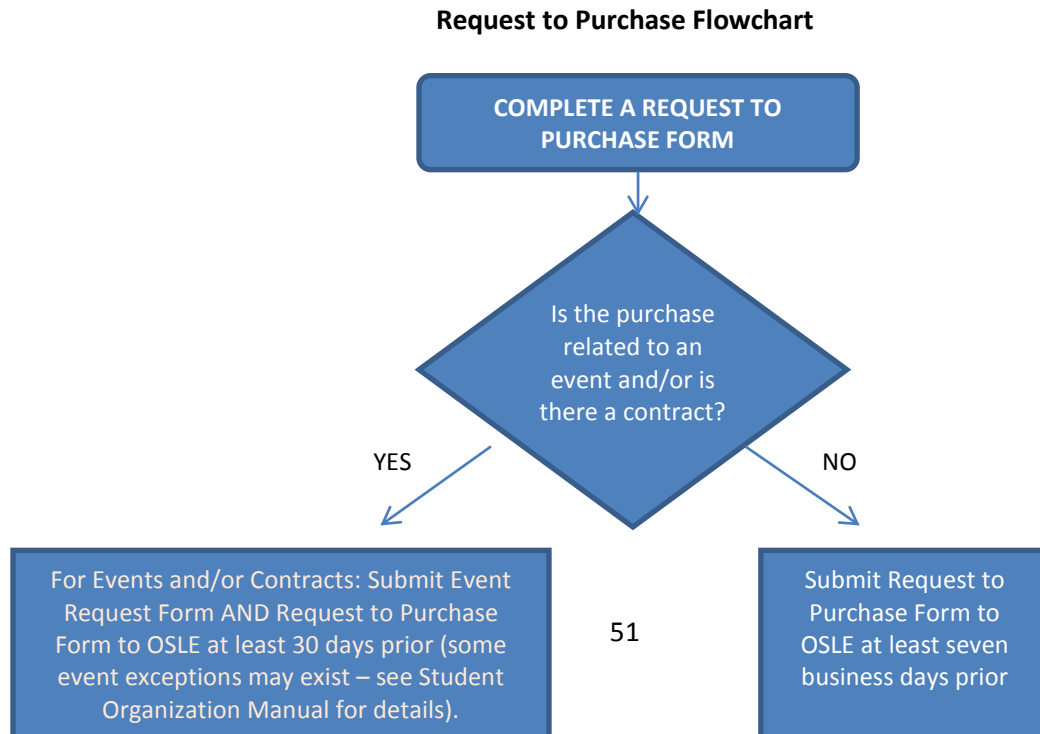 Request to Purchase Flowchart
COMPLETE A REQUEST TO
PURCHASE FORM
Is the purchase
related to an
event and/or is
there a contract?
YES
NO
For Events and/or Contracts: Submit Event
Request Form AND Request to Purchase
Form to OSLE at least 30 days prior (some
event exceptions may exist – see Student
Organization Manual for details).
51
Submit Request to
Purchase Form to
OSLE at least seven
business days prior